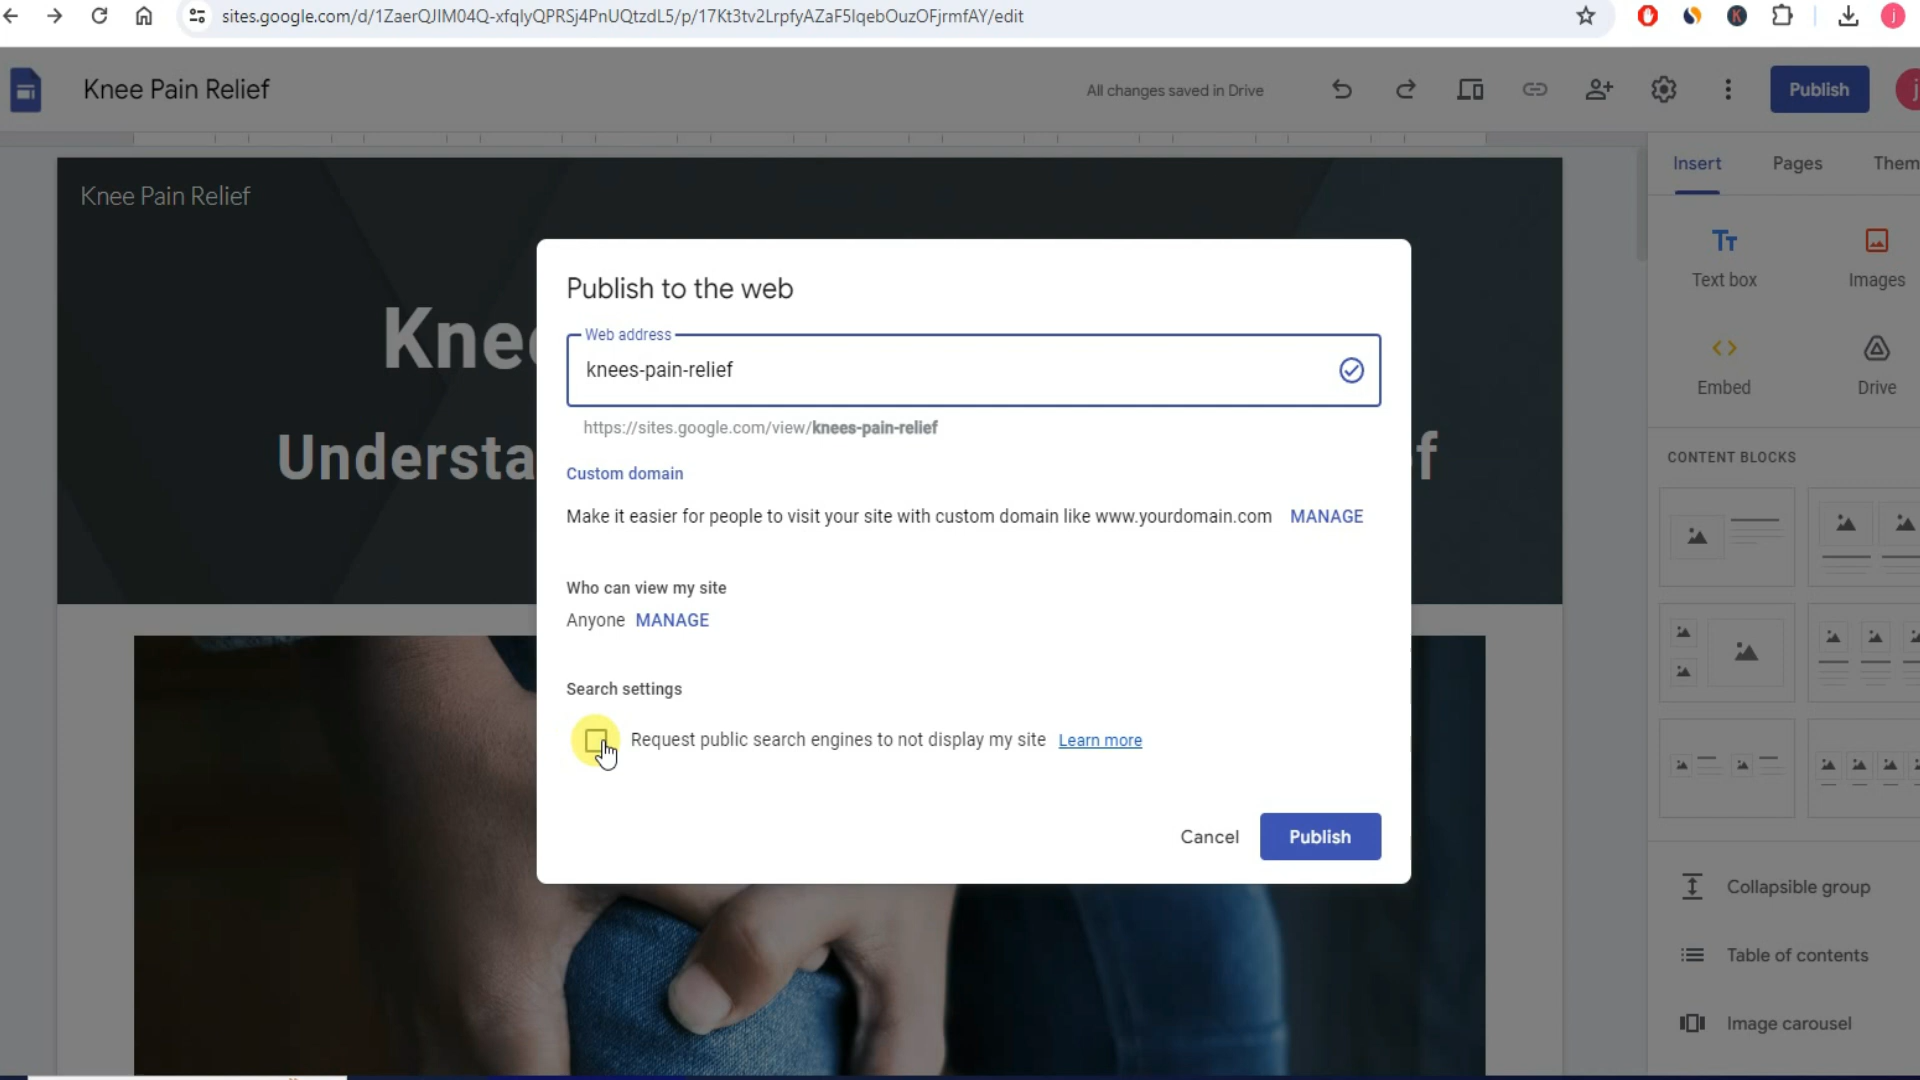 sites.google.com/d/1ZaerQJIM04Q-xfqIyQPRSj4PnUQtzdL5/p/17Kt3tv2LrpfyAZaF5IqebOuzOFjrmfAY/edit
Knee Pain Relief
All changes saved in Drive
Publish
j
Insert
Pages
Them
Knee Pain Relief
Text box
Images
Embed
Drive
Knee
Understa
f
Publish to the web
Web address
knees-pain-relief
https://sites.google.com/view/knees-pain-relief
Custom domain
Make it easier for people to visit your site with custom domain like www.yourdomain.com MANAGE
Who can view my site
Anyone MANAGE
Search settings
Request public search engines to not display my site Learn more
Cancel
Publish
CONTENT BLOCKS
Collapsible group
Table of contents
Image carousel